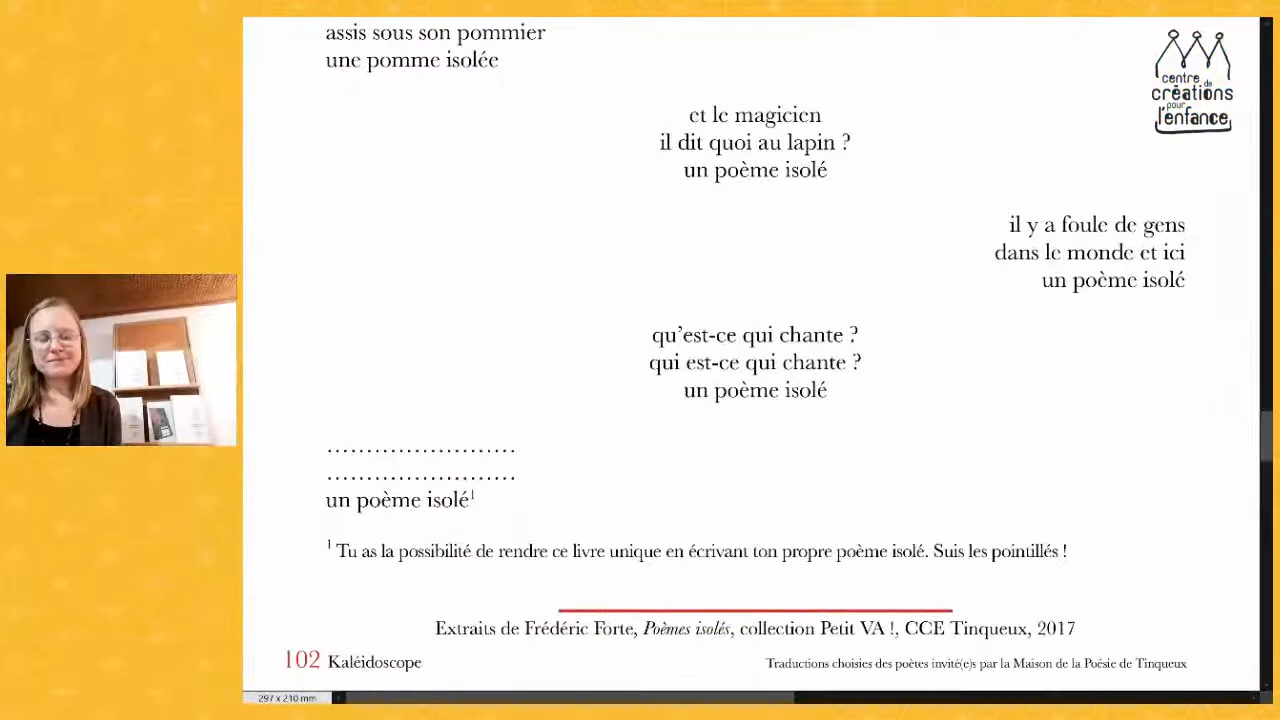 assis sous son pommier
une pomme isolée
centre de
créations
pour
l'enfance
et le magicien
il dit quoi au lapin ?
un poème isolé
il y a foule de gens
dans le monde et ici
un poème isolé
qu’est-ce qui chante ?
qui est-ce qui chante ?
un poème isolé
........................
........................
un poème isolé¹
¹ Tu as la possibilité de rendre ce livre unique en écrivant ton propre poème isolé. Suis les pointillés !
Extraits de Frédéric Forte, Poèmes isolés, collection Petit VA !, CCE Tinqueux, 2017
102 Kaléidoscope
Traductions choisies des poètes invité(e)s par la Maison de la Poésie de Tinqueux
297 x 210 mm